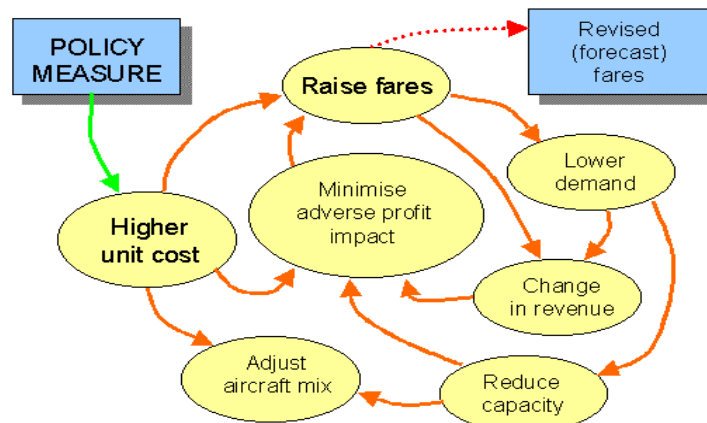 POLICY
MEASURE
Revised
(forecast)
fares
Raise fares
Lower
demand
Minimise
adverse profit
impact
Higher
unit cost
Change
in revenue
Adjust
aircraft mix
Reduce
capacity